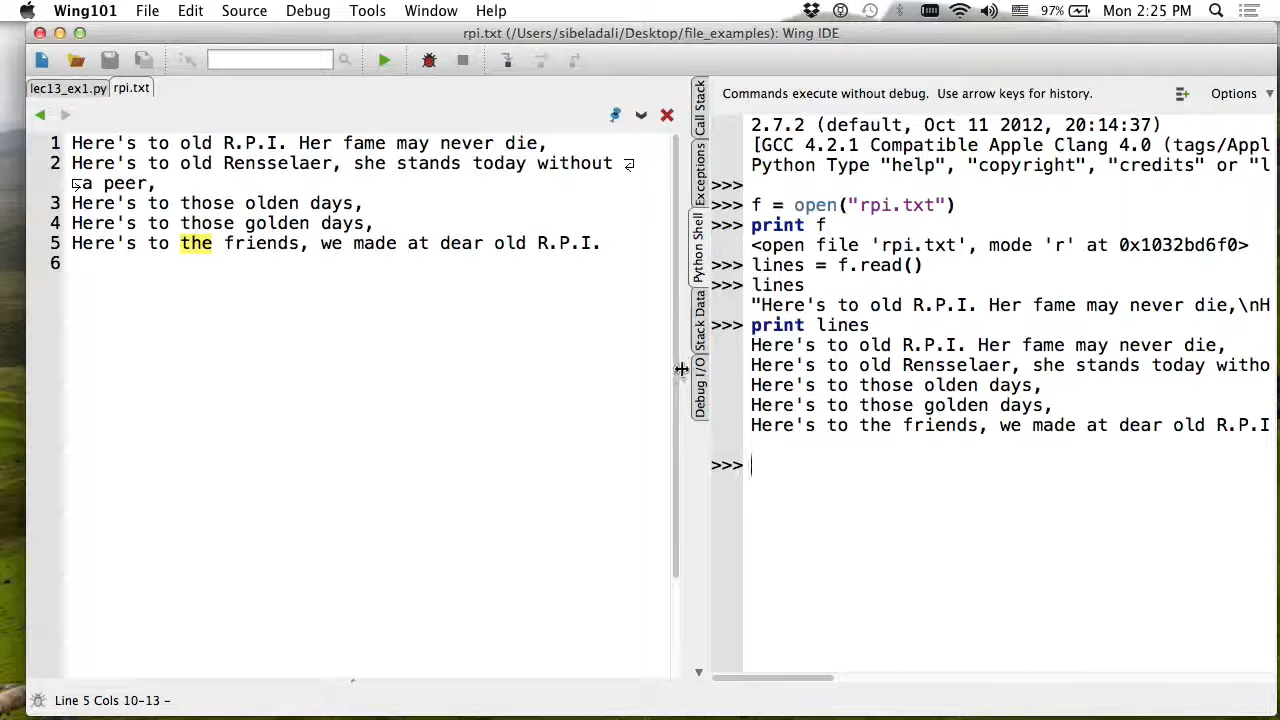 Wing101 File Edit Source Debug Tools Window Help 97% Mon 2:25 PM
rpi.txt (/Users/sibeladali/Desktop/file_examples): Wing IDE
lec13_ex1.py rpi.txt
1 Here's to old R.P.I. Her fame may never die,
2 Here's to old Rensselaer, she stands today without
a peer,
3 Here's to those olden days,
4 Here's to those golden days,
5 Here's to the friends, we made at dear old R.P.I.
6
Call Stack
Exceptions
Python Shell
Stack Data
Debug I/O
Commands execute without debug. Use arrow keys for history. Options
2.7.2 (default, Oct 11 2012, 20:14:37)
[GCC 4.2.1 Compatible Apple Clang 4.0 (tags/Appl
Python Type "help", "copyright", "credits" or "l
>>>
>>> f = open("rpi.txt")
>>> print f
<open file 'rpi.txt', mode 'r' at 0x1032bd6f0>
>>> lines = f.read()
>>> lines
"Here's to old R.P.I. Her fame may never die,\nH
>>> print lines
Here's to old R.P.I. Her fame may never die,
Here's to old Rensselaer, she stands today witho
Here's to those olden days,
Here's to those golden days,
Here's to the friends, we made at dear old R.P.I
>>>
Line 5 Cols 10-13 –